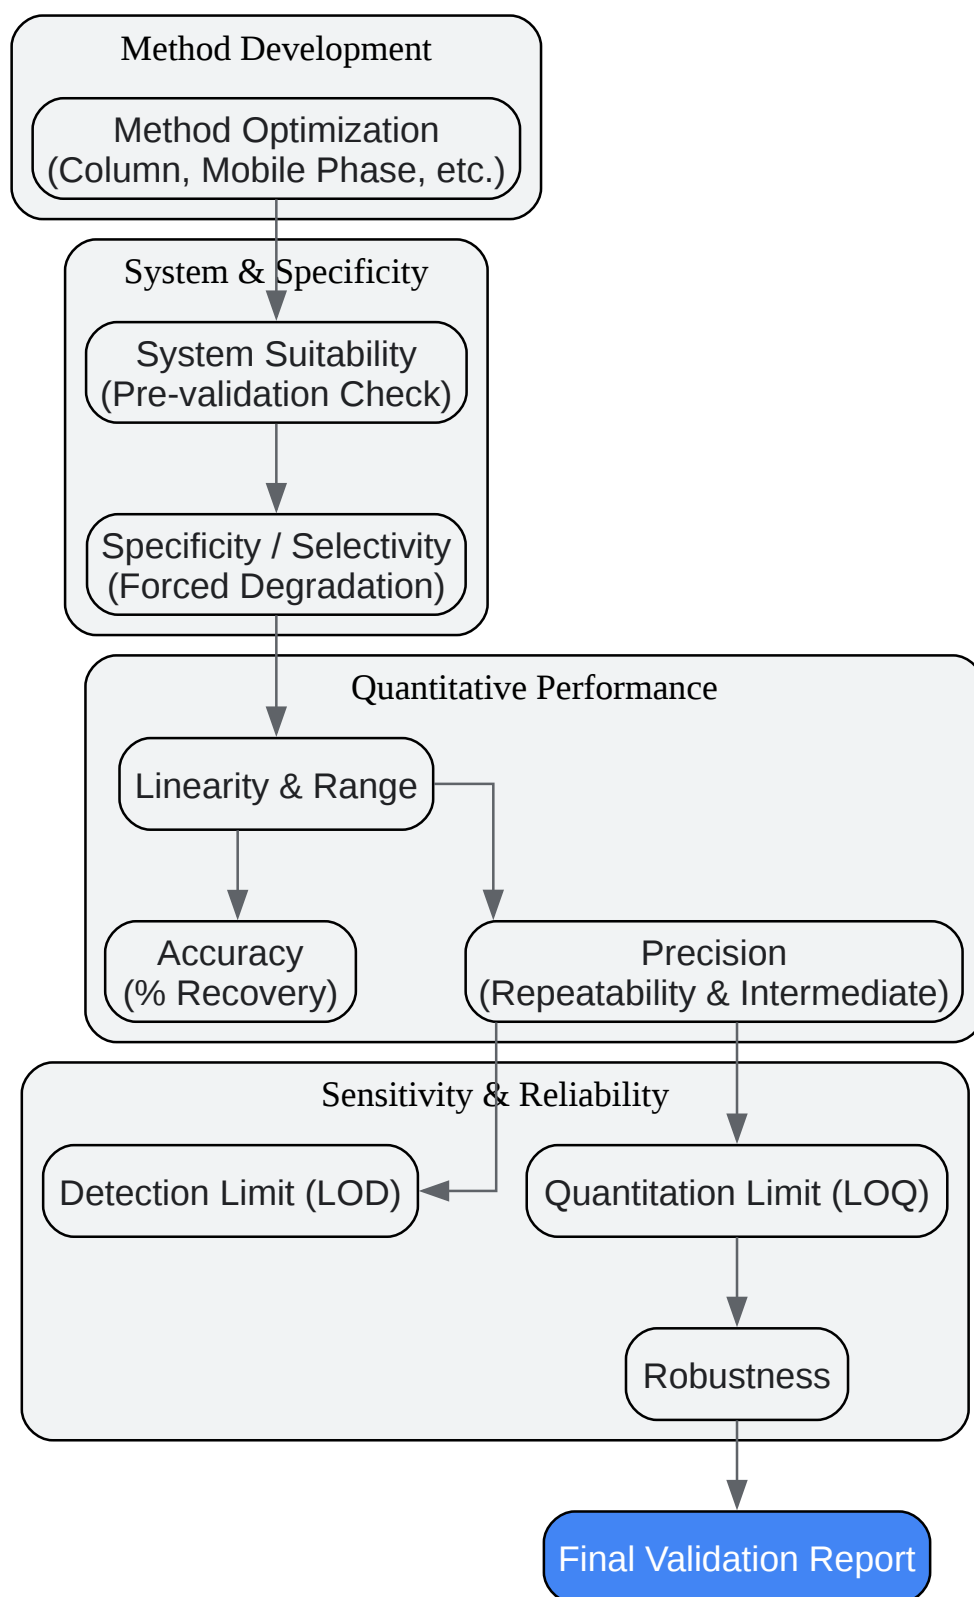 Method Development
Method Optimization
(Column, Mobile Phase, etc.)
System & Specificity
System Suitability
(Pre-validation Check)
Specificity / Selectivity
(Forced Degradation)
Quantitative Performance
Linearity & Range
Accuracy
(% Recovery)
Precision
(Repeatability & Intermediate)
Sensitivity & Reliability
Detection Limit (LOD)
Quantitation Limit (LOQ)
Robustness
Final Validation Report